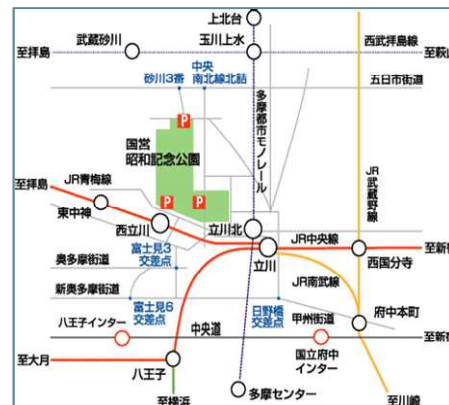 上北台
武蔵砂川
玉川上水
西武拝島線
至拝島
至萩山
中央
南北線北詰
砂川3番
五日市街道
P
国営
昭和記念公園
多摩都市モノレール
JR武蔵野線
至拝島
JR青梅線
東中神
P
P
西立川
立川北
立川
JR中央線
至新宿
西国分寺
富士見3
交差点
奥多摩街道
JR南武線
新奥多摩街道
富士見6
交差点
日野橋
交差点
甲州街道
府中本町
八王子インター
中央道
至新宿
国立府中
インター
至大月
八王子
至横浜
多摩センター
至川崎